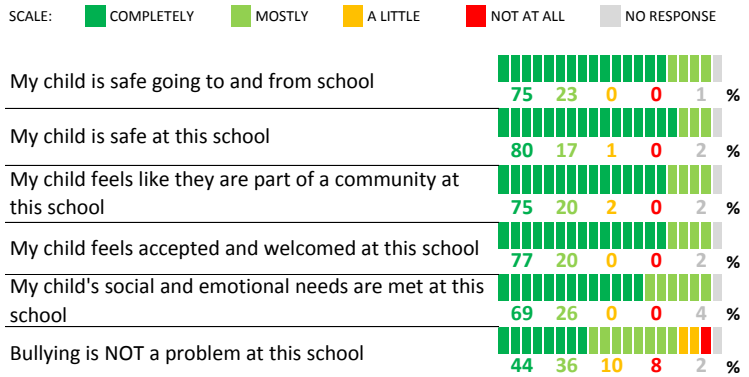 SCALE: COMPLETELY MOSTLY A LITTLE NOT AT ALL NO RESPONSE
My child is safe going to and from school
75 23 0 0 1 %
My child is safe at this school
80 17 1 0 2 %
My child feels like they are part of a community at
this school
75 20 2 0 2 %
My child feels accepted and welcomed at this school
77 20 0 0 2 %
My child's social and emotional needs are met at this
school
69 26 0 0 4 %
Bullying is NOT a problem at this school
44 36 10 8 2 %